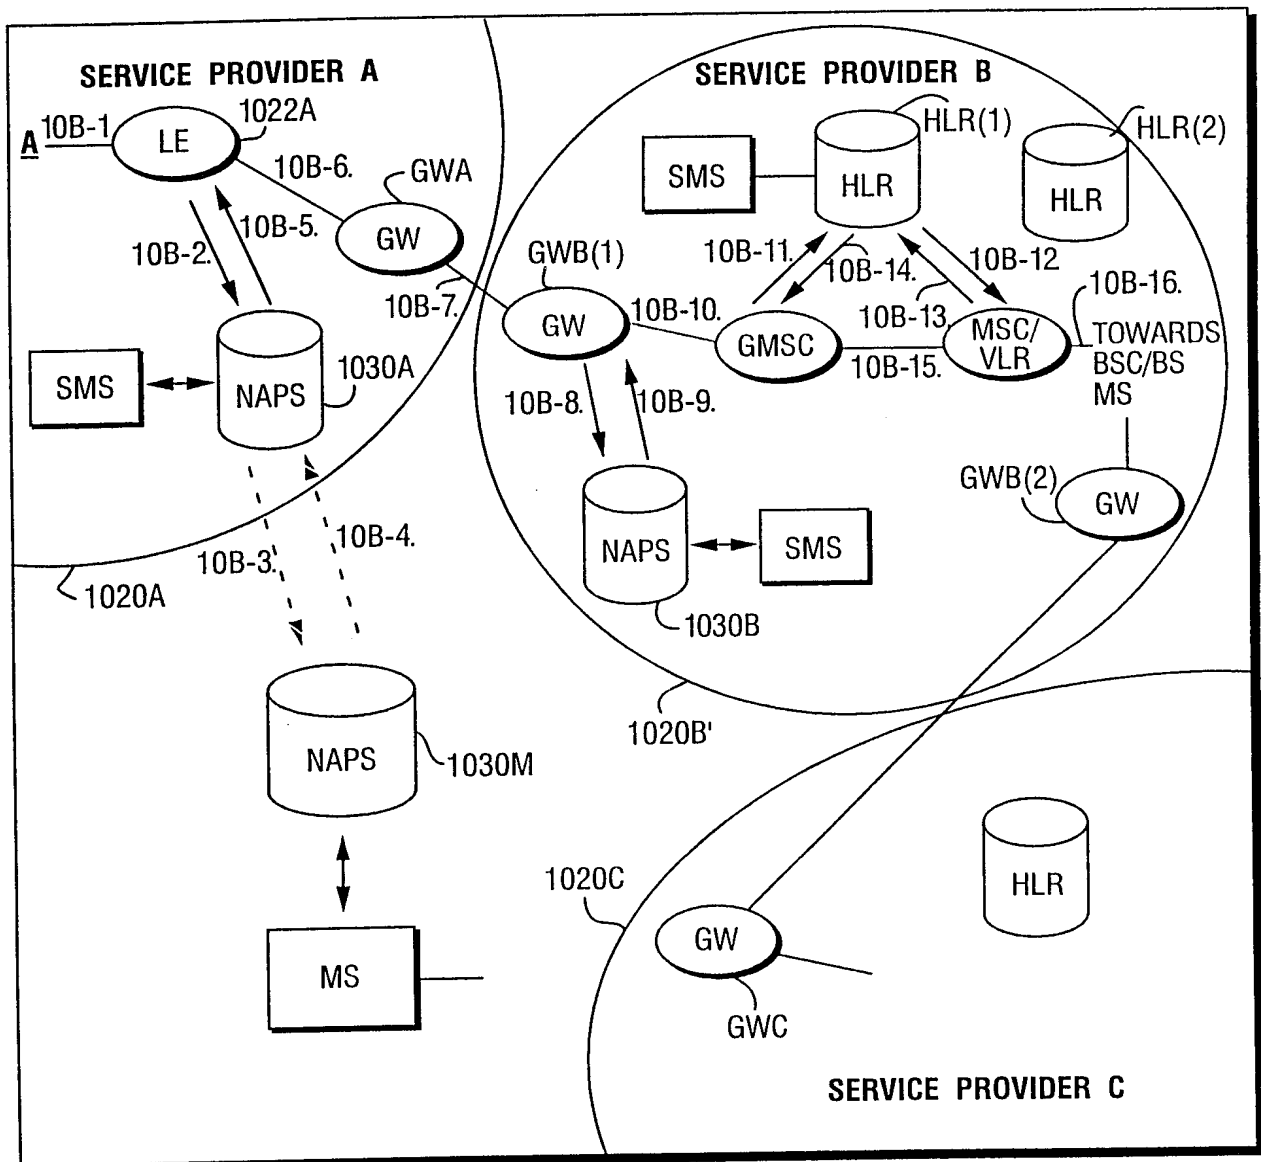 SERVICE PROVIDER A
SERVICE PROVIDER B
A
10B-1
LE
1022A
10B-6.
GWA
GW
10B-2.
10B-5.
10B-7.
SMS
NAPS
1030A
10B-3.
10B-4.
1020A
NAPS
1030M
MS
HLR(1)
HLR(2)
SMS
HLR
HLR
GWB(1)
GW
10B-10.
10B-11.
10B-14.
10B-12
10B-13.
10B-16.
GMSC
10B-15.
MSC/
VLR
TOWARDS
BSC/BS
MS
10B-8.
10B-9.
GWB(2)
GW
NAPS
SMS
1030B
1020B'
1020C
HLR
GW
GWC
SERVICE PROVIDER C